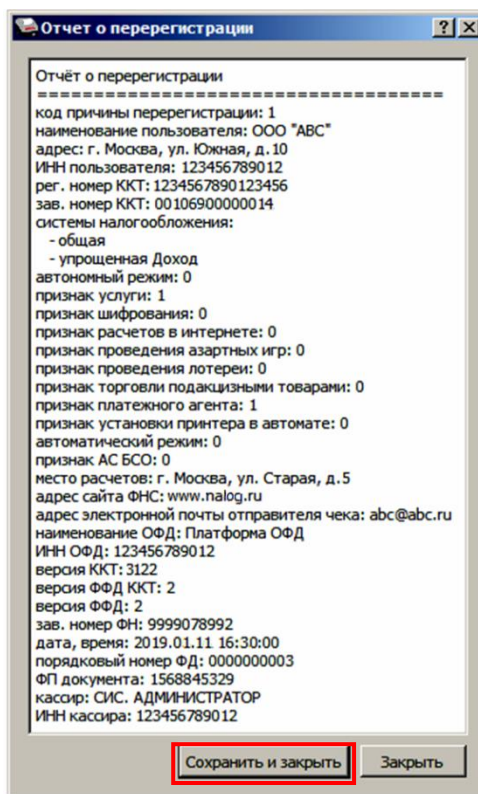 Отчет о перерегистрации
Отчёт о перерегистрации
=====================================
код причины перерегистрации: 1
наименование пользователя: ООО "АВС"
адрес: г. Москва, ул. Южная, д.10
ИНН пользователя: 123456789012
рег. номер ККТ: 1234567890123456
зав. номер ККТ: 00106900000014
системы налогообложения:
- общая
- упрощенная Доход
автономный режим: 0
признак услуги: 1
признак шифрования: 0
признак расчетов в интернете: 0
признак проведения азартных игр: 0
признак проведения лотереи: 0
признак торговли подакцизными товарами: 0
признак платежного агента: 1
признак установки принтера в автомате: 0
автоматический режим: 0
признак АС БСО: 0
место расчетов: г. Москва, ул. Старая, д.5
адрес сайта ФНС: www.nalog.ru
адрес электронной почты отправителя чека: abc@abc.ru
наименование ОФД: Платформа ОФД
ИНН ОФД: 123456789012
версия ККТ: 3122
версия ФФД ККТ: 2
версия ФФД: 2
зав. номер ФН: 9999078992
дата, время: 2019.01.11 16:30:00
порядковый номер ФД: 0000000003
ФП документа: 1568845329
кассир: СИС. АДМИНИСТРАТОР
ИНН кассира: 123456789012
Сохранить и закрыть Закрыть